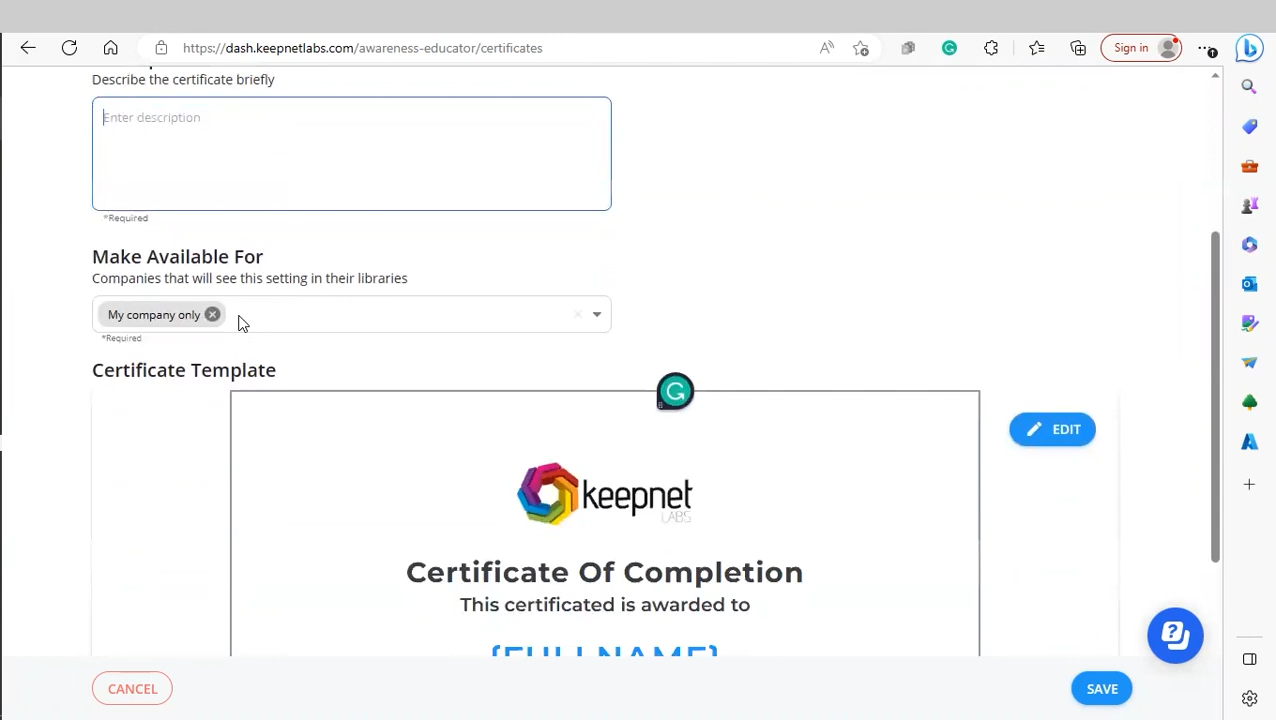 https://dash.keepnetlabs.com/awareness-educator/certificates
Sign in
Describe the certificate briefly
Enter description
*Required
Make Available For
Companies that will see this setting in their libraries
My company only
*Required
Certificate Template
EDIT
keepnet
LABS
Certificate Of Completion
This certificated is awarded to
{FULLNAME}
CANCEL
SAVE